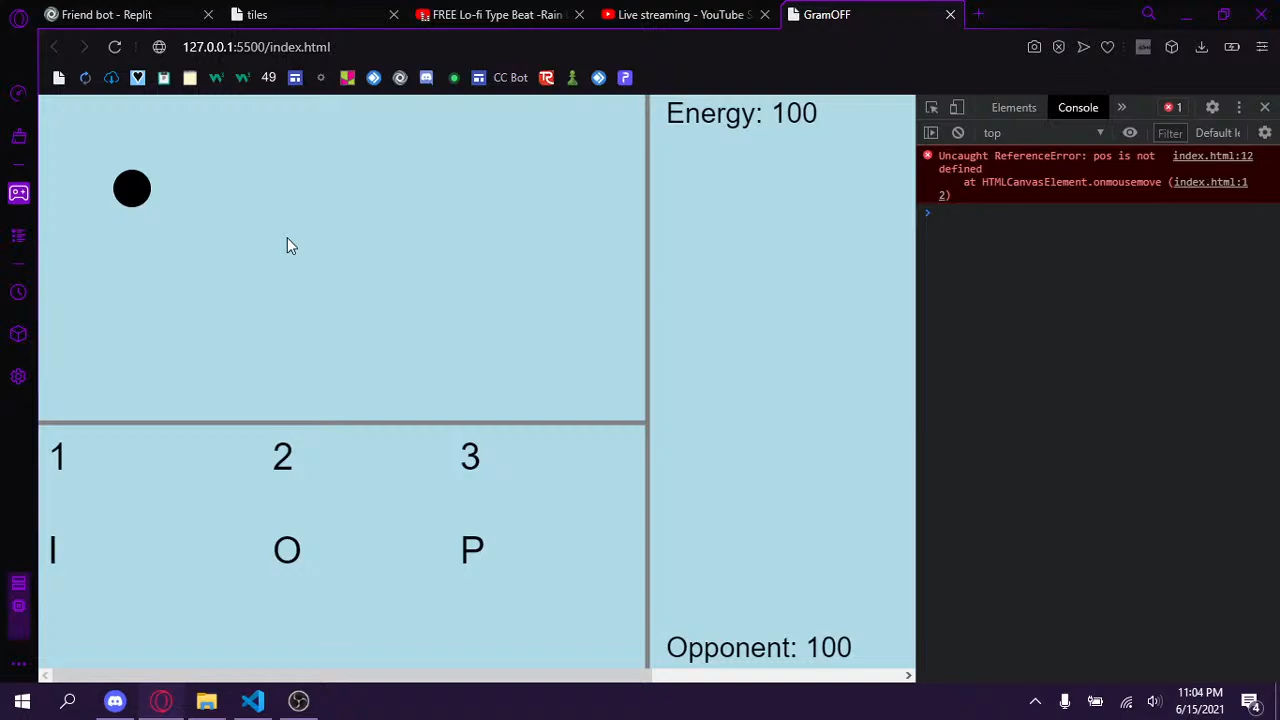 Friend bot - Replit
tiles
FREE Lo-fi Type Beat -Rain
Live streaming - YouTube S
GramOFF
127.0.0.1:5500/index.html
49
CC Bot
Energy: 100
Elements
Console
1
top
Filter
Default l
Uncaught ReferenceError: pos is not
index.html:12
defined
at HTMLCanvasElement.onmousemove (index.html:1
2)
1 2 3
I O P
Opponent: 100
11:04 PM
6/15/2021
4